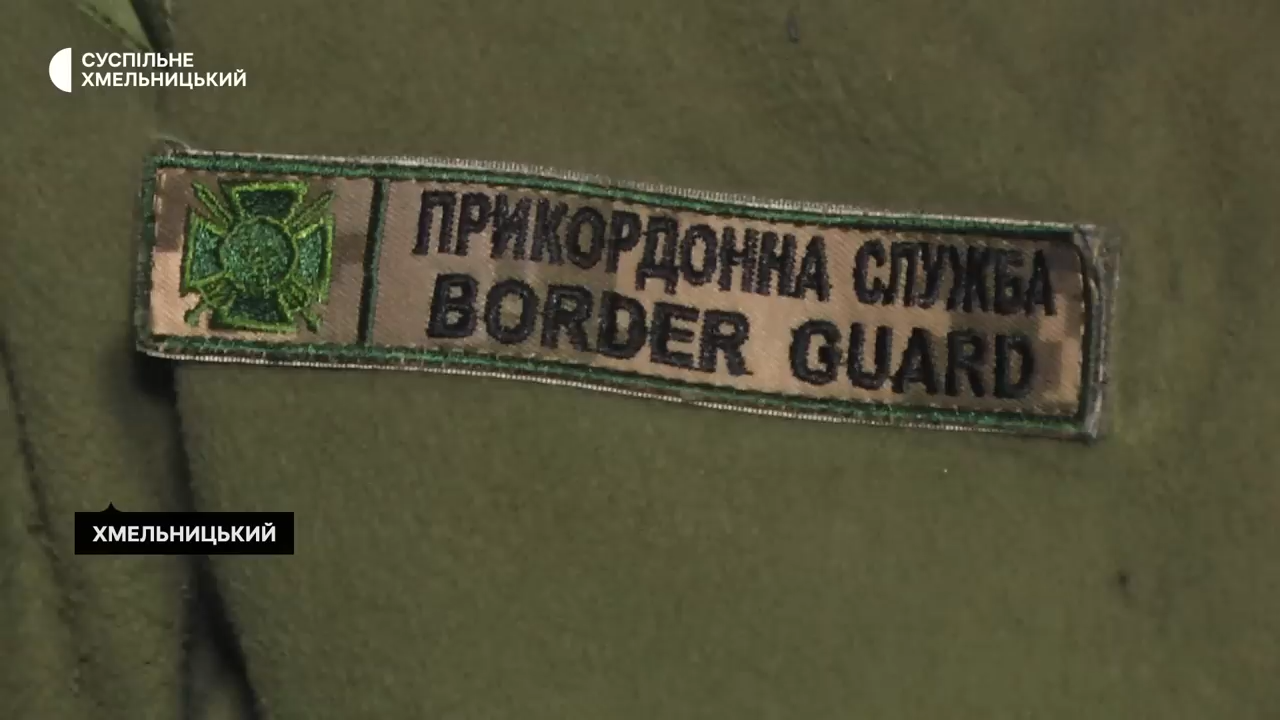 СУСПІЛЬНЕ
ХМЕЛЬНИЦЬКИЙ
ПРИКОРДОННА СЛУЖБА
BORDER GUARD
ХМЕЛЬНИЦЬКИЙ